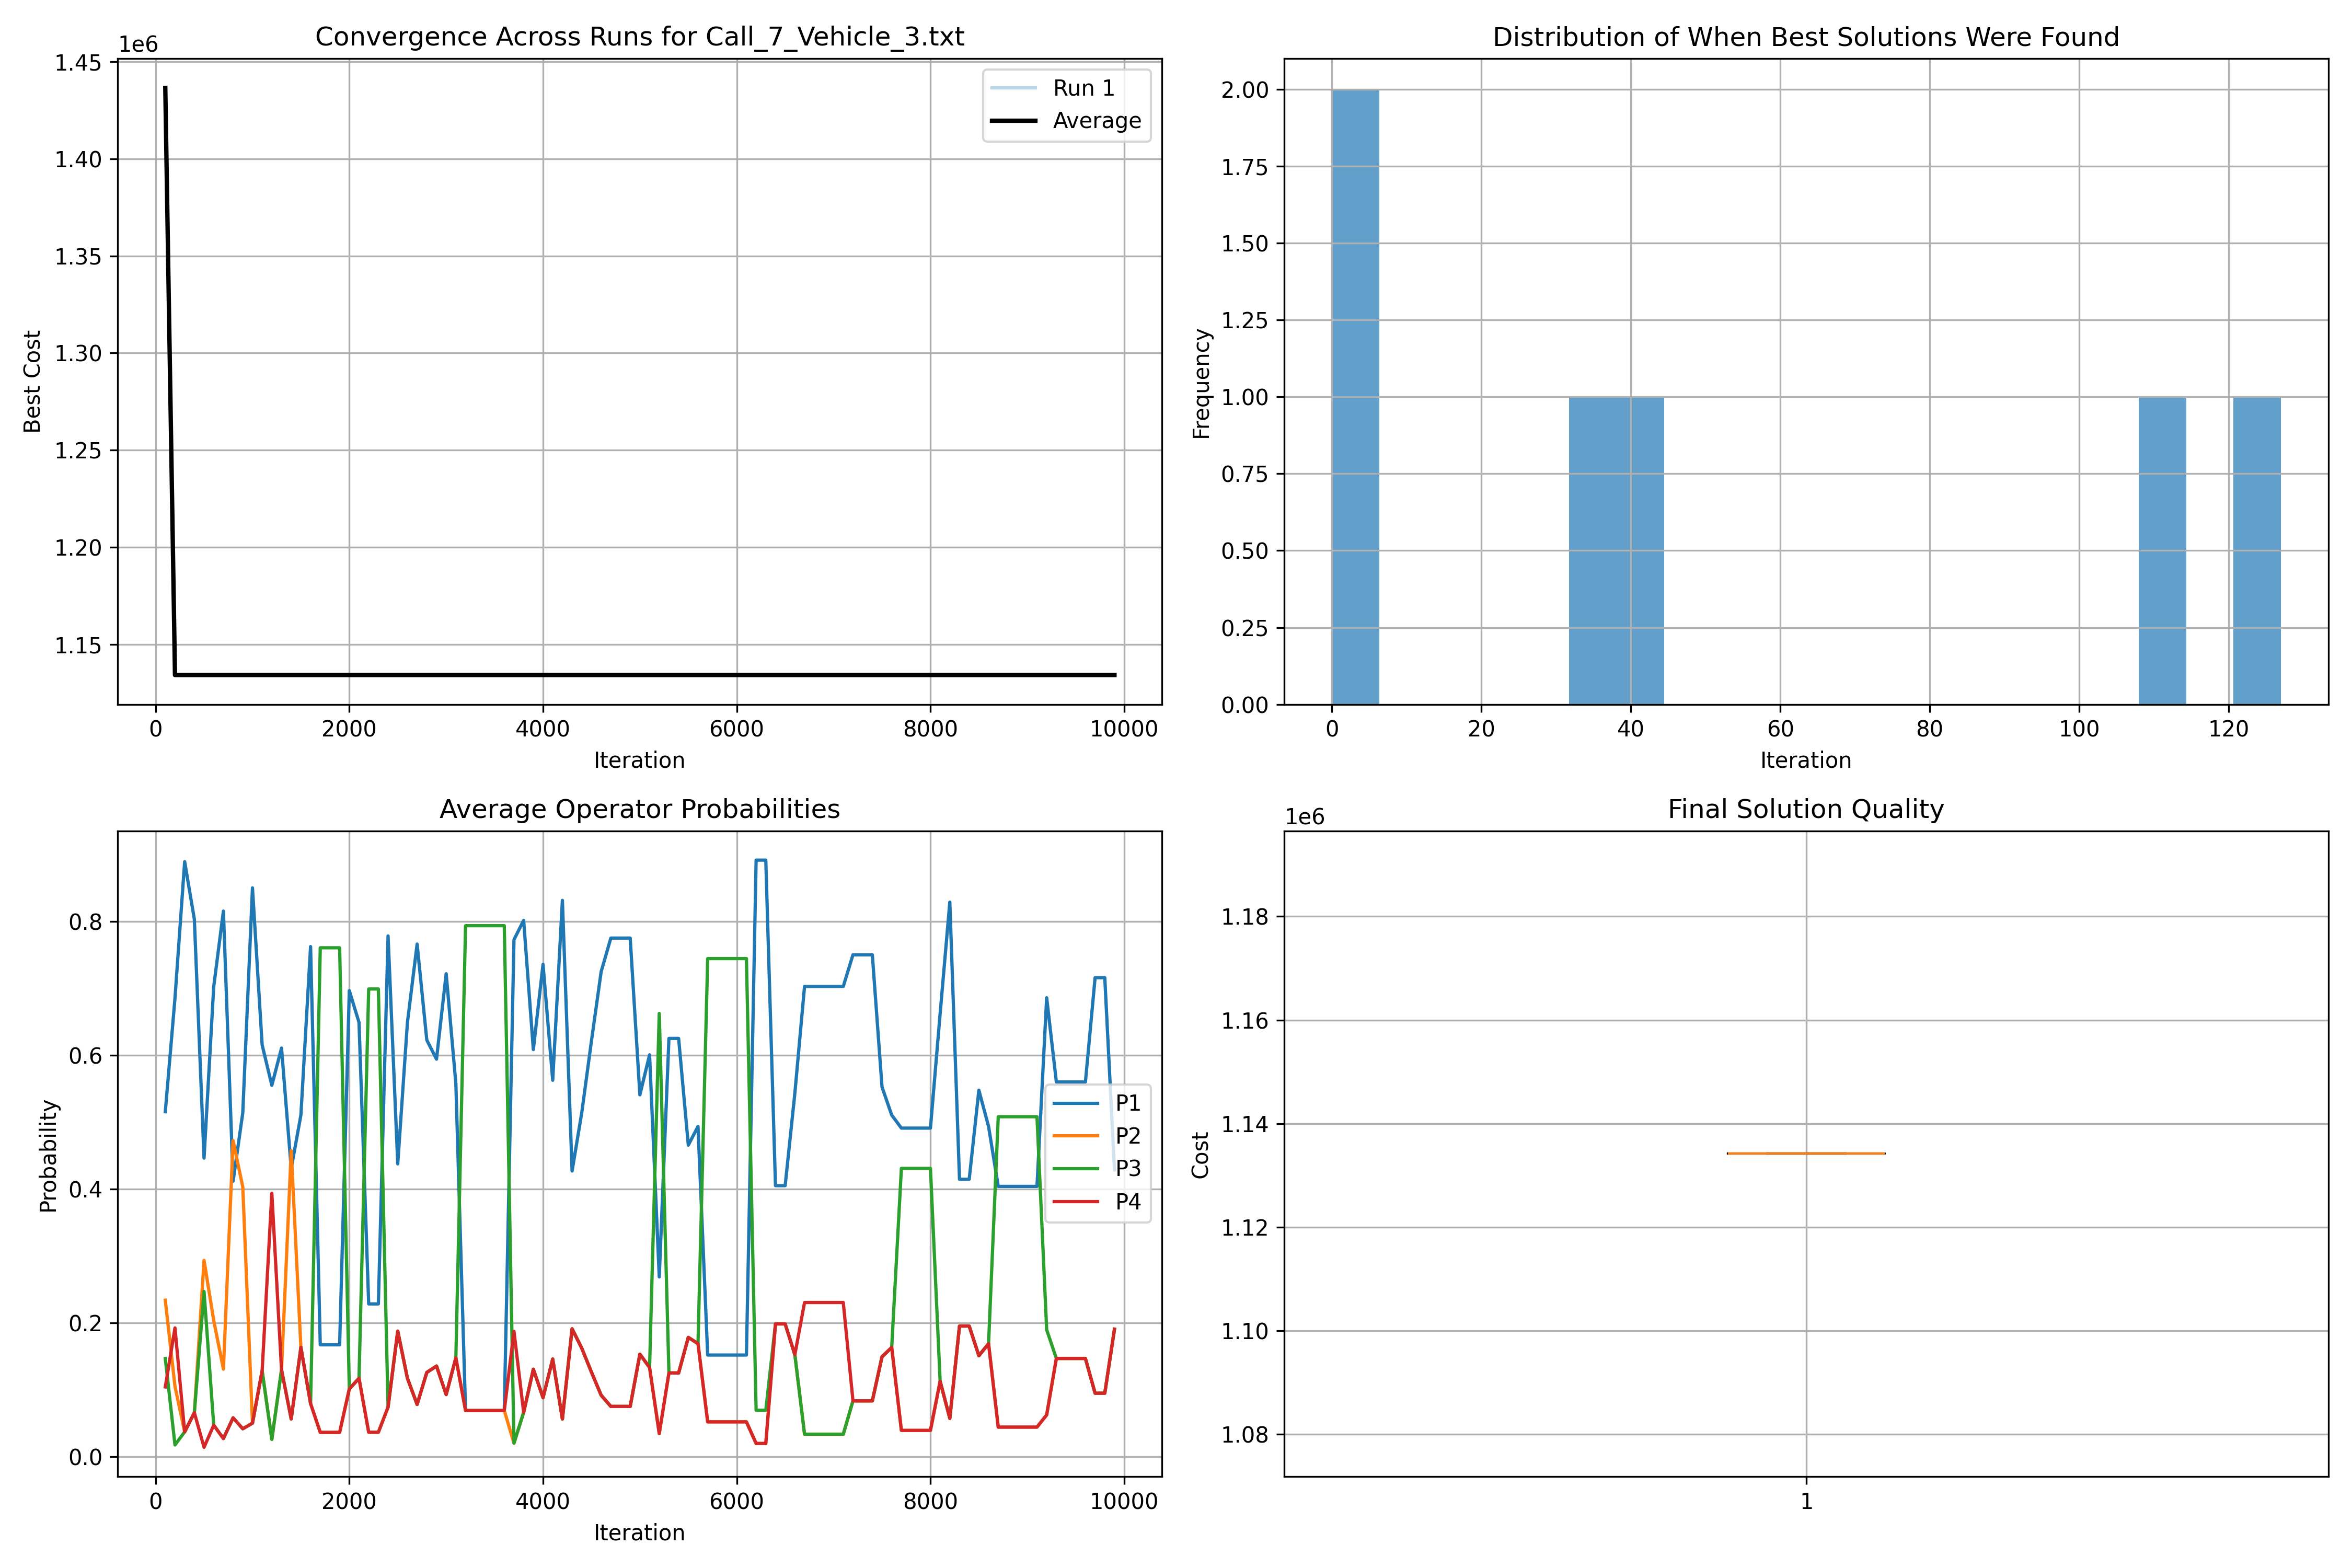 Convergence Across Runs for Call_7_Vehicle_3.txt
1e6
1.45
1.40
1.35
1.30
1.25
1.20
1.15
Best Cost
Run 1
Average
0 2000 4000 6000 8000 10000
Iteration
Distribution of When Best Solutions Were Found
2.00
1.75
1.50
1.25
1.00
0.75
0.50
0.25
0.00
Frequency
0 20 40 60 80 100 120
Iteration
Average Operator Probabilities
0.8
0.6
0.4
0.2
0.0
Probability
P1
P2
P3
P4
0 2000 4000 6000 8000 10000
Iteration
Final Solution Quality
1e6
1.18
1.16
1.14
1.12
1.10
1.08
Cost
1